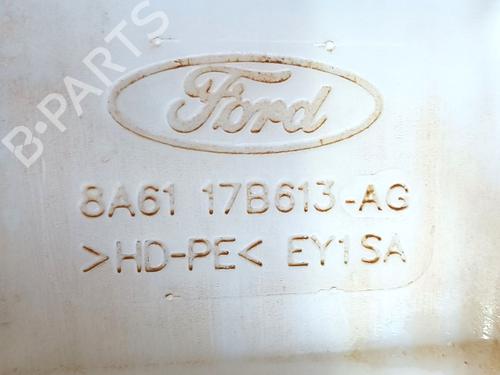 B-PARTS
Ford
8A61 17B613-AG
>HD-PE< EY1SA